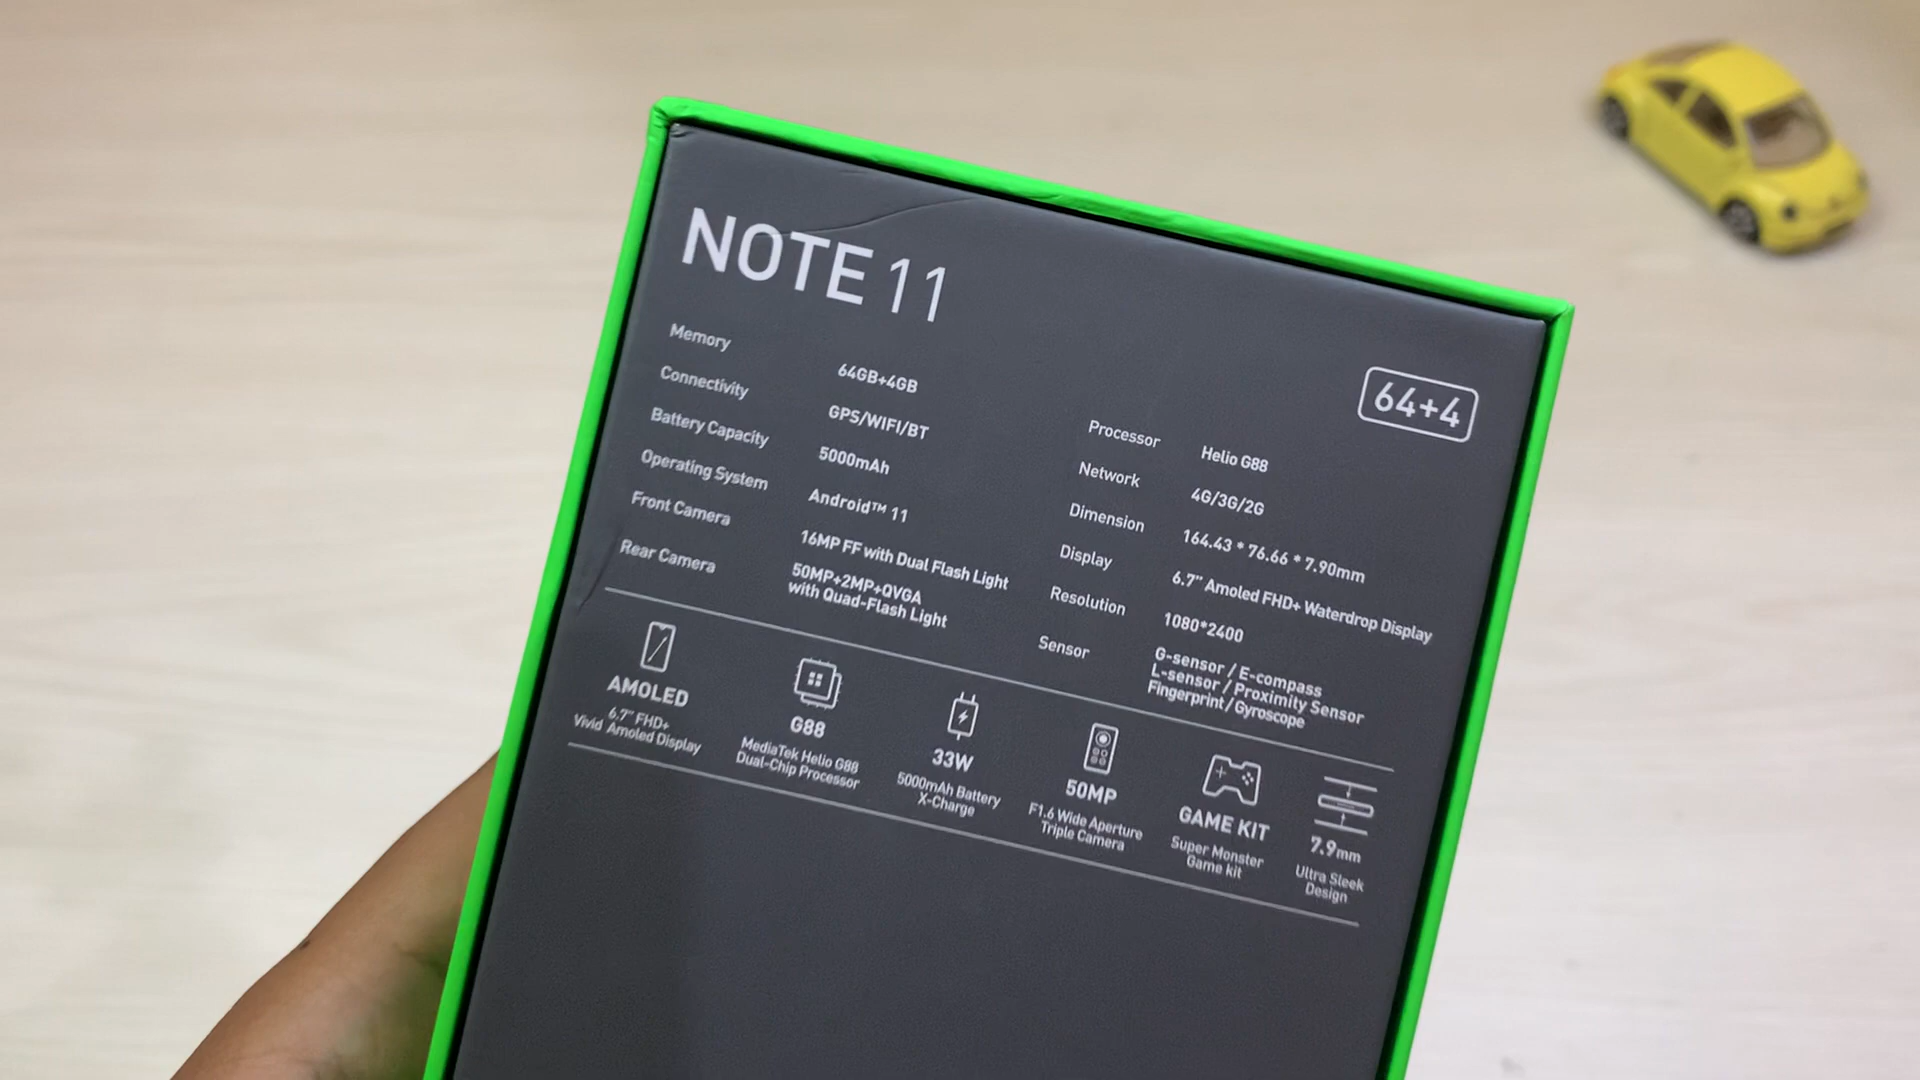 NOTE 11
64+4
Memory 64GB+4GB
Connectivity GPS/WIFI/BT
Battery Capacity 5000mAh
Operating System Android™ 11
Front Camera 16MP FF with Dual Flash Light
Rear Camera 50MP+2MP+QVGA
with Quad-Flash Light
Processor Helio G88
Network 4G/3G/2G
Dimension 164.43 * 76.66 * 7.90mm
Display 6.7" Amoled FHD+ Waterdrop Display
Resolution 1080*2400
Sensor G-sensor / E-compass
L-sensor / Proximity Sensor
Fingerprint / Gyroscope
AMOLED
6.7" FHD+
Vivid Amoled Display
G88
MediaTek Helio G88
Dual-Chip Processor
33W
5000mAh Battery
X-Charge
50MP
F1.6 Wide Aperture
Triple Camera
GAME KIT
Super Monster
Game kit
7.9mm
Ultra Sleek
Design